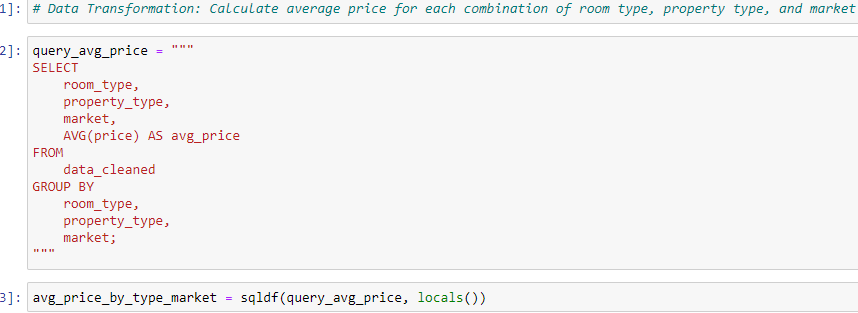 1]: # Data Transformation: Calculate average price for each combination of room type, property type, and market
2]: query_avg_price = """
SELECT
    room_type,
    property_type,
    market,
    AVG(price) AS avg_price
FROM
    data_cleaned
GROUP BY
    room_type,
    property_type,
    market;
"""
3]: avg_price_by_type_market = sqldf(query_avg_price, locals())